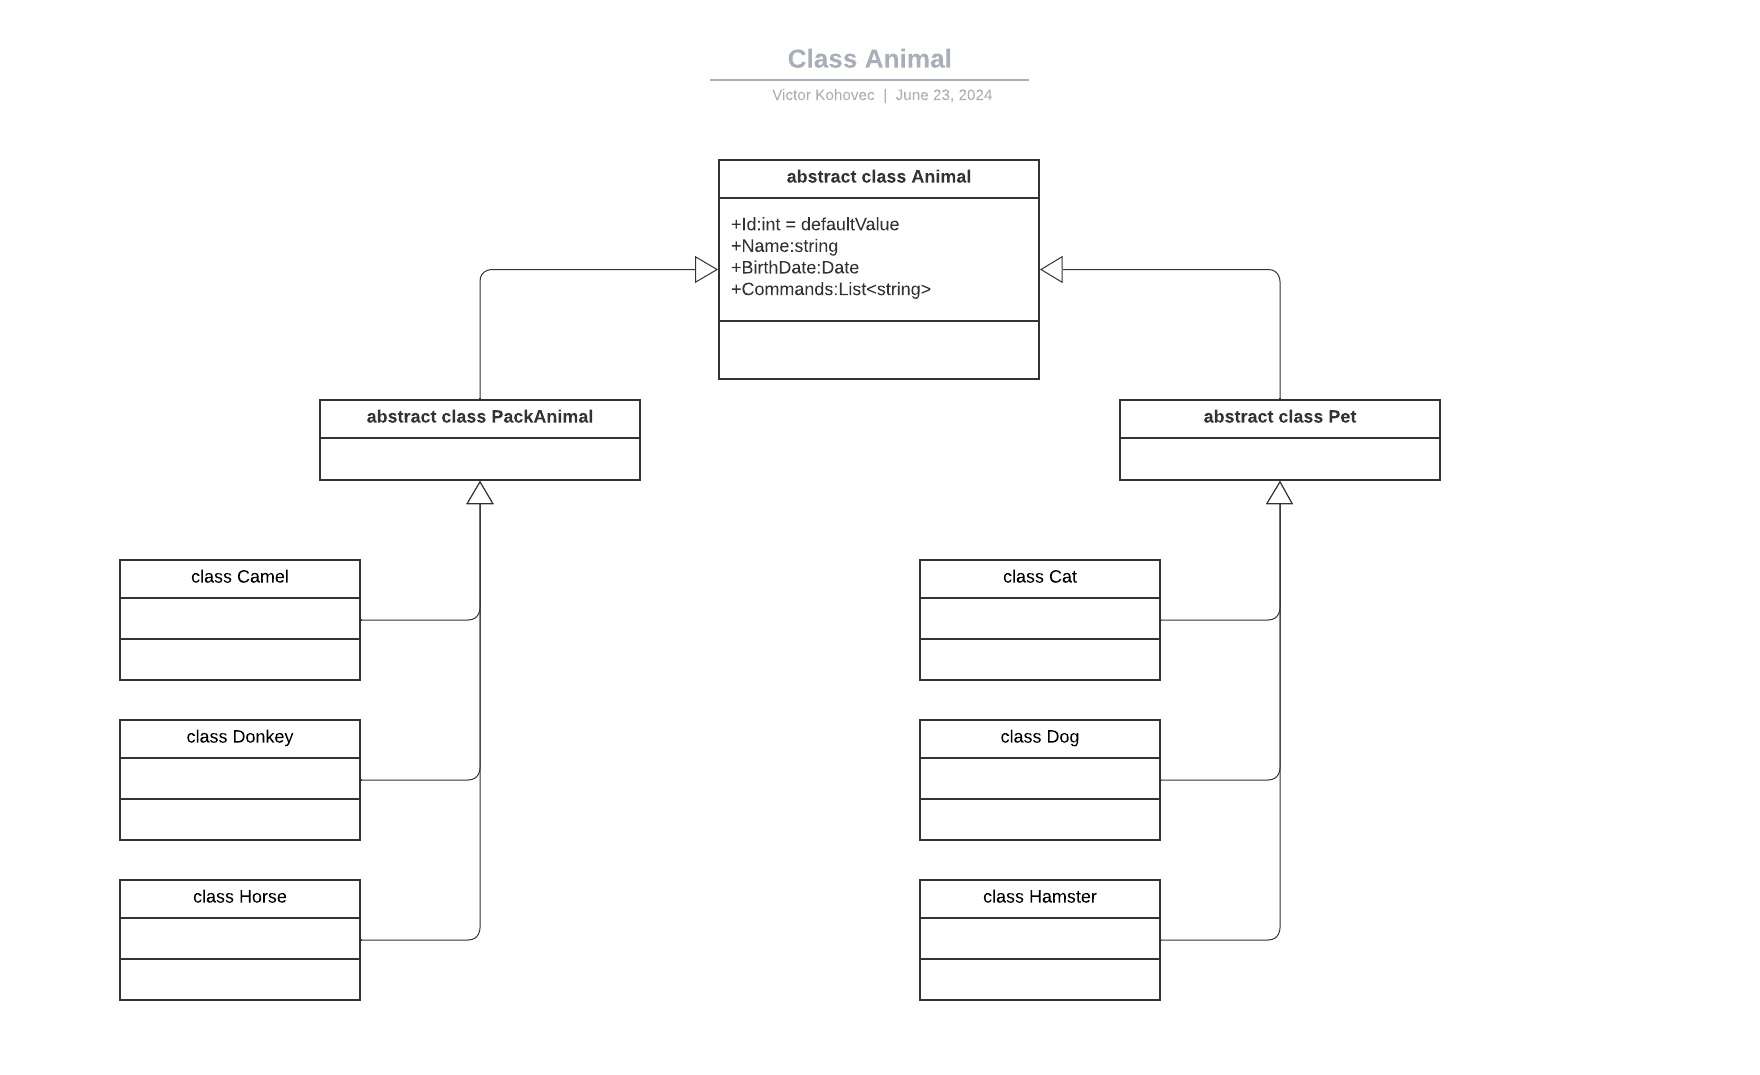 Class Animal
Victor Kohovec | June 23, 2024
abstract class Animal
+Id:int = defaultValue
+Name:string
+BirthDate:Date
+Commands:List<string>
abstract class PackAnimal
abstract class Pet
class Camel
class Cat
class Donkey
class Dog
class Horse
class Hamster